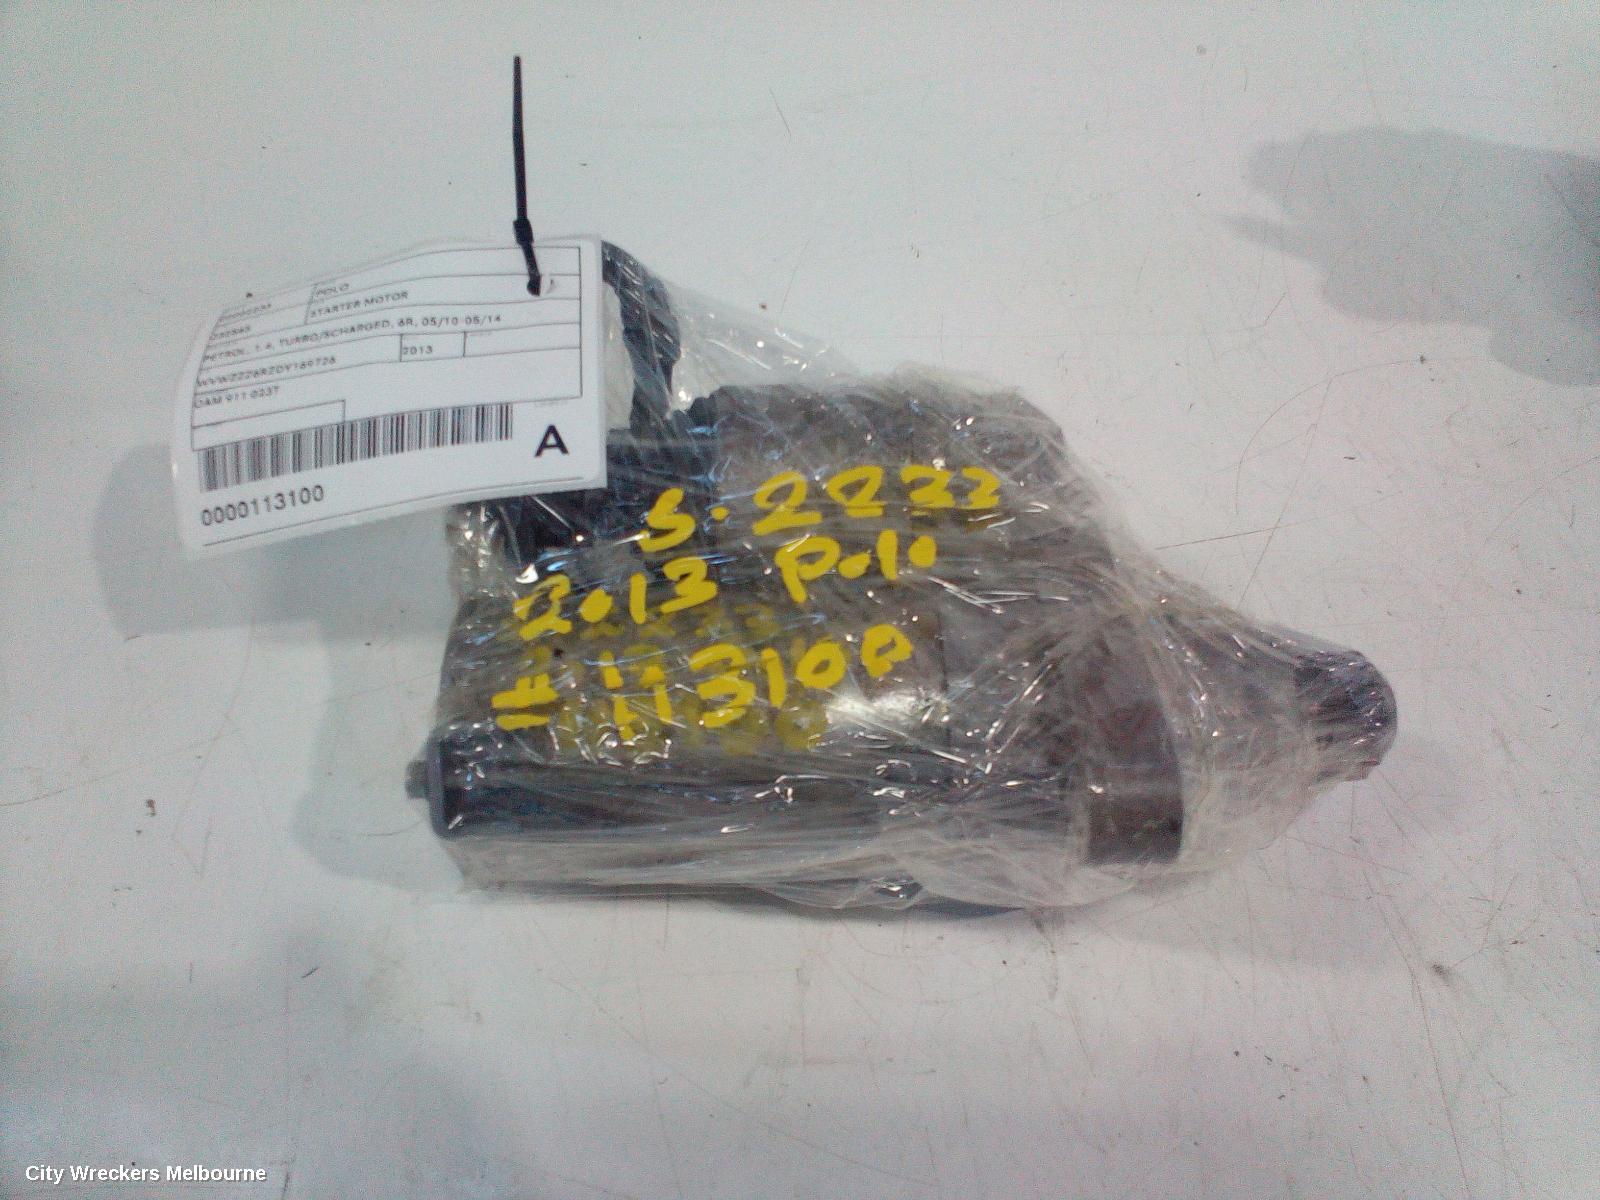 POLO
STARTER MOTOR
PETROL, 1.4, TURBO/SCHARGED, 6R, 05/10-05/14
2013
0AM 911 023T
A
0000113100
S.2232
2013 Polo
# 113100
City Wreckers Melbourne